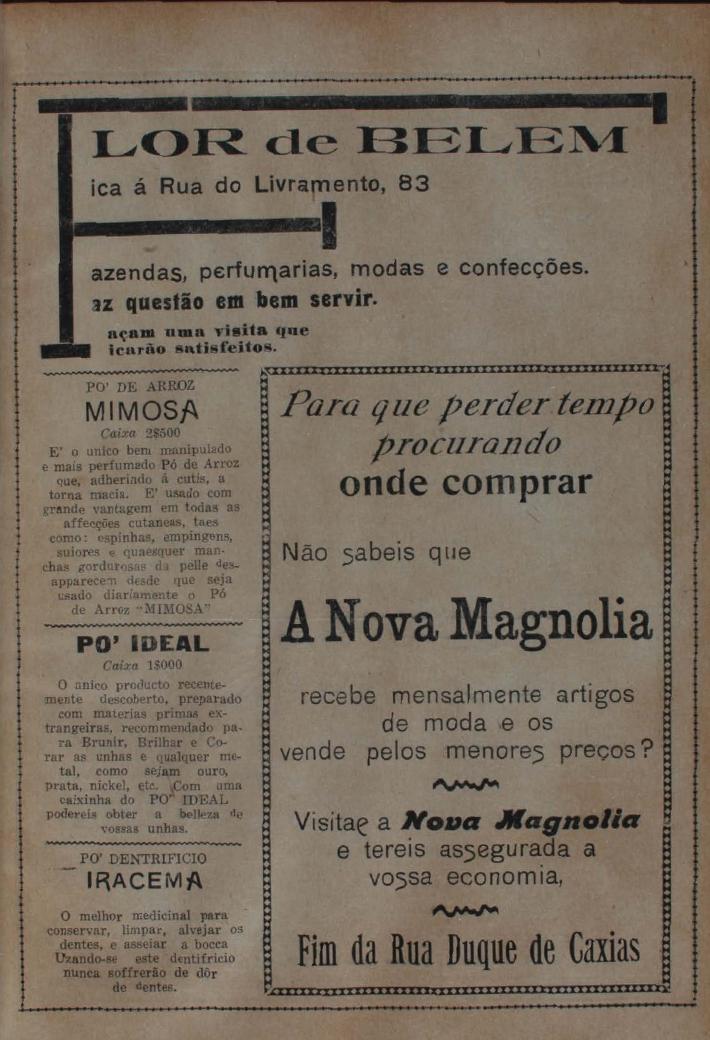 LOR de BELEM
ica á Rua do Livramento, 83
azendas, perfumarias, modas e confecções.
az questão em bem servir.
açam uma visita que
icarão satisfeitos.
PO' DE ARROZ
MIMOSA
Caixa 2$500
E' o unico bem manipulado
e mais perfumado Pó de Arroz
que, adherindo á cutis, a
torna macia. E' usado com
grande vantagem em todas as
affecções cutaneas, taes
como: espinhas, empingens,
suiores e quaesquer man-
chas gordurosas da pelle des-
apparecem desde que seja
usado diariamente o Pó
de Arroz "MIMOSA"
PO' IDEAL
Caixa 1$000
O anico producto recente-
mente descoberto, preparado
com materias primas ex-
trangeiras, recommendado pa-
ra Brunir, Brilhar e Co-
rar as unhas e qualquer me-
tal, como sejam ouro,
prata, nickel, etc. Com uma
caixinha do PO' IDEAL
podereis obter a belleza de
vossas unhas.
PO' DENTRIFICIO
IRACEMA
O melhor medicinal para
conservar, limpar, alvejar os
dentes, e asseiar a bocca
Uzando-se este dentifricio
nunca soffrerão de dôr
de dentes.
Para que perder tempo
procurando
onde comprar
Não sabeis que
A Nova Magnolia
recebe mensalmente artigos
de moda e os
vende pelos menores preços?
Visitae a Nova Magnolia
e tereis assegurada a
vossa economia,
Fim da Rua Duque de Caxias